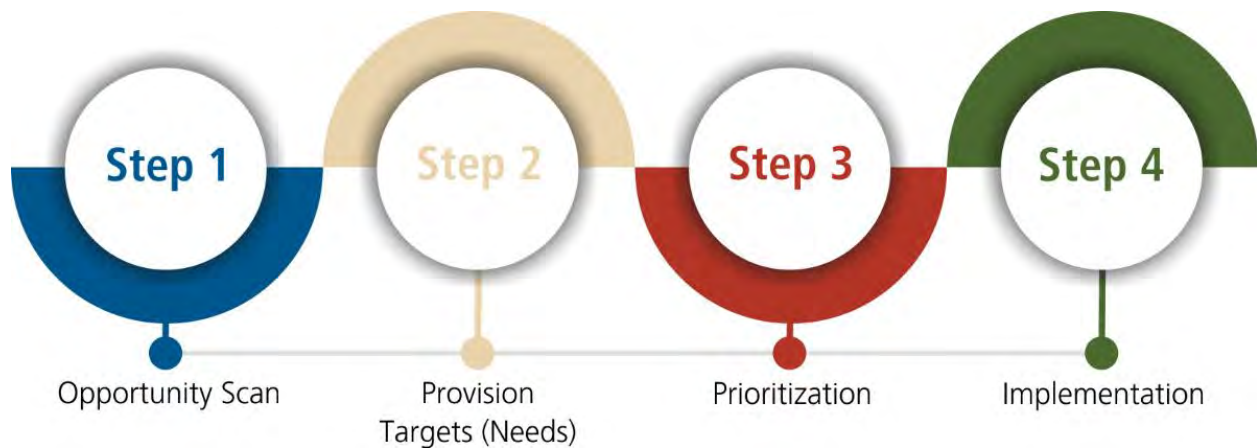 Step 1
Step 2
Step 3
Step 4
Opportunity Scan
Provision
Targets (Needs)
Prioritization
Implementation